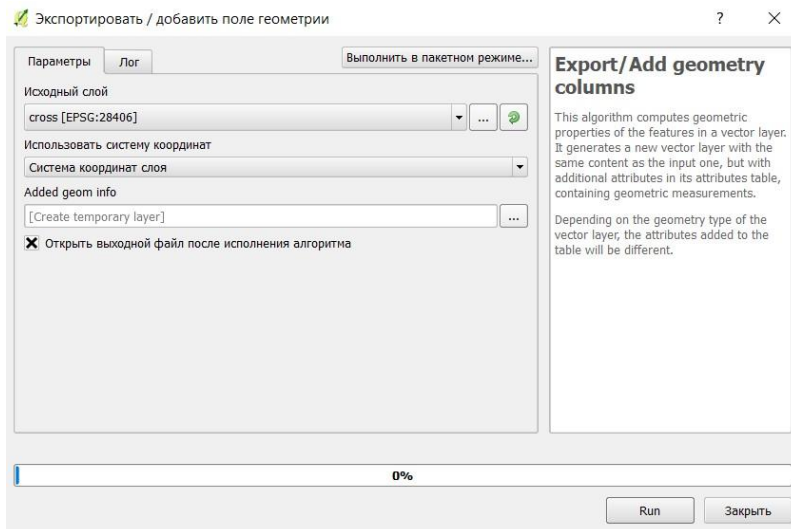 Экспортировать / добавить поле геометрии
? ✕
Параметры
Лог
Выполнить в пакетном режиме...
Исходный слой
cross [EPSG:28406]
...
Использовать систему координат
Система координат слоя
Added geom info
[Create temporary layer]
...
Открыть выходной файл после исполнения алгоритма
Export/Add geometry
columns
This algorithm computes geometric
properties of the features in a vector layer.
It generates a new vector layer with the
same content as the input one, but with
additional attributes in its attributes table,
containing geometric measurements.
Depending on the geometry type of the
vector layer, the attributes added to the
table will be different.
0%
Run
Закрыть